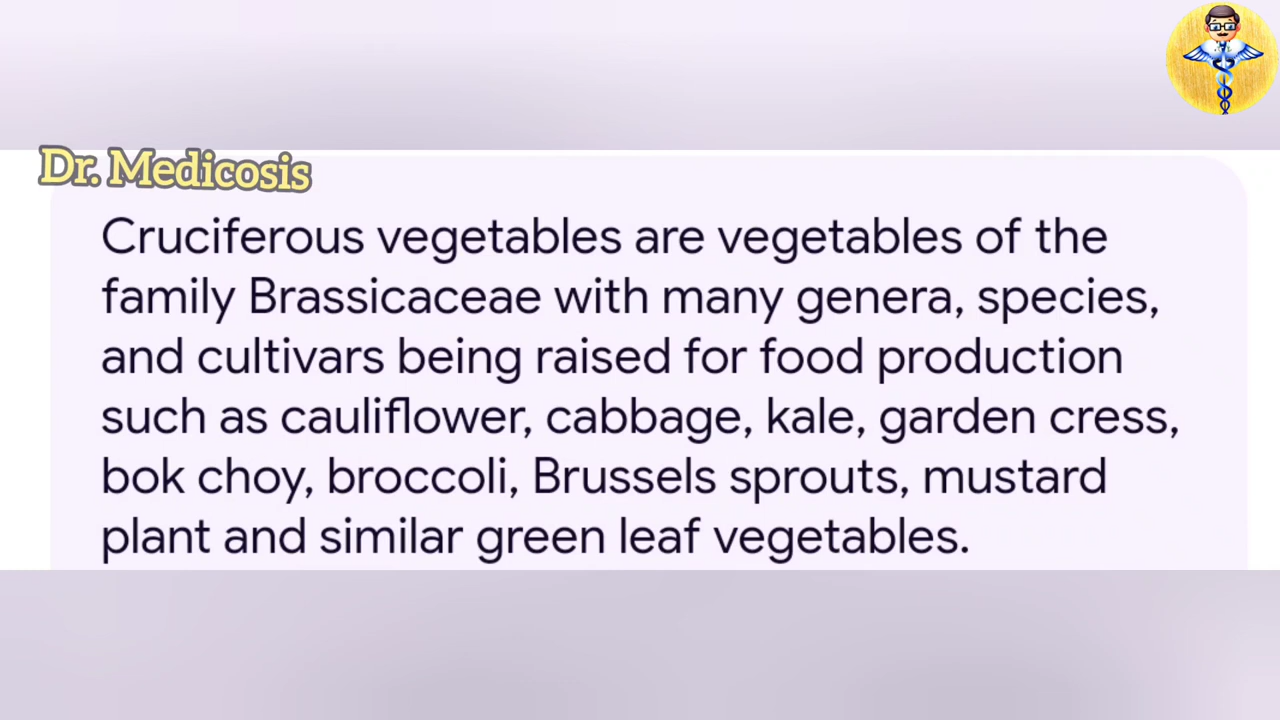 Dr. Medicosis
Cruciferous vegetables are vegetables of the
family Brassicaceae with many genera, species,
and cultivars being raised for food production
such as cauliflower, cabbage, kale, garden cress,
bok choy, broccoli, Brussels sprouts, mustard
plant and similar green leaf vegetables.